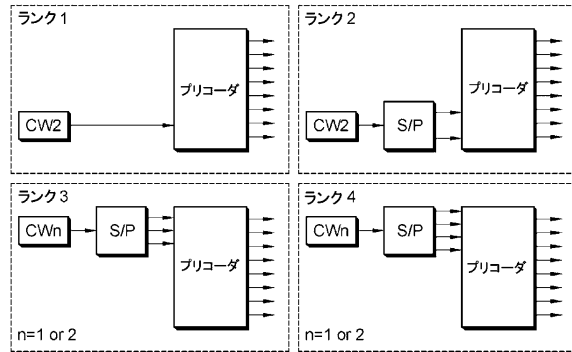 ランク1
プリコーダ
CW2
ランク2
プリコーダ
CW2
S/P
ランク3
CWn
S/P
プリコーダ
n=1 or 2
ランク4
CWn
S/P
プリコーダ
n=1 or 2